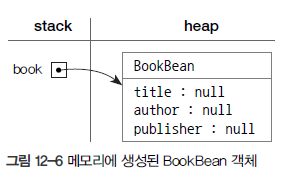 stack heap
book
BookBean
title : null
author : null
publisher : null
그림 12-6 메모리에 생성된 BookBean 객체